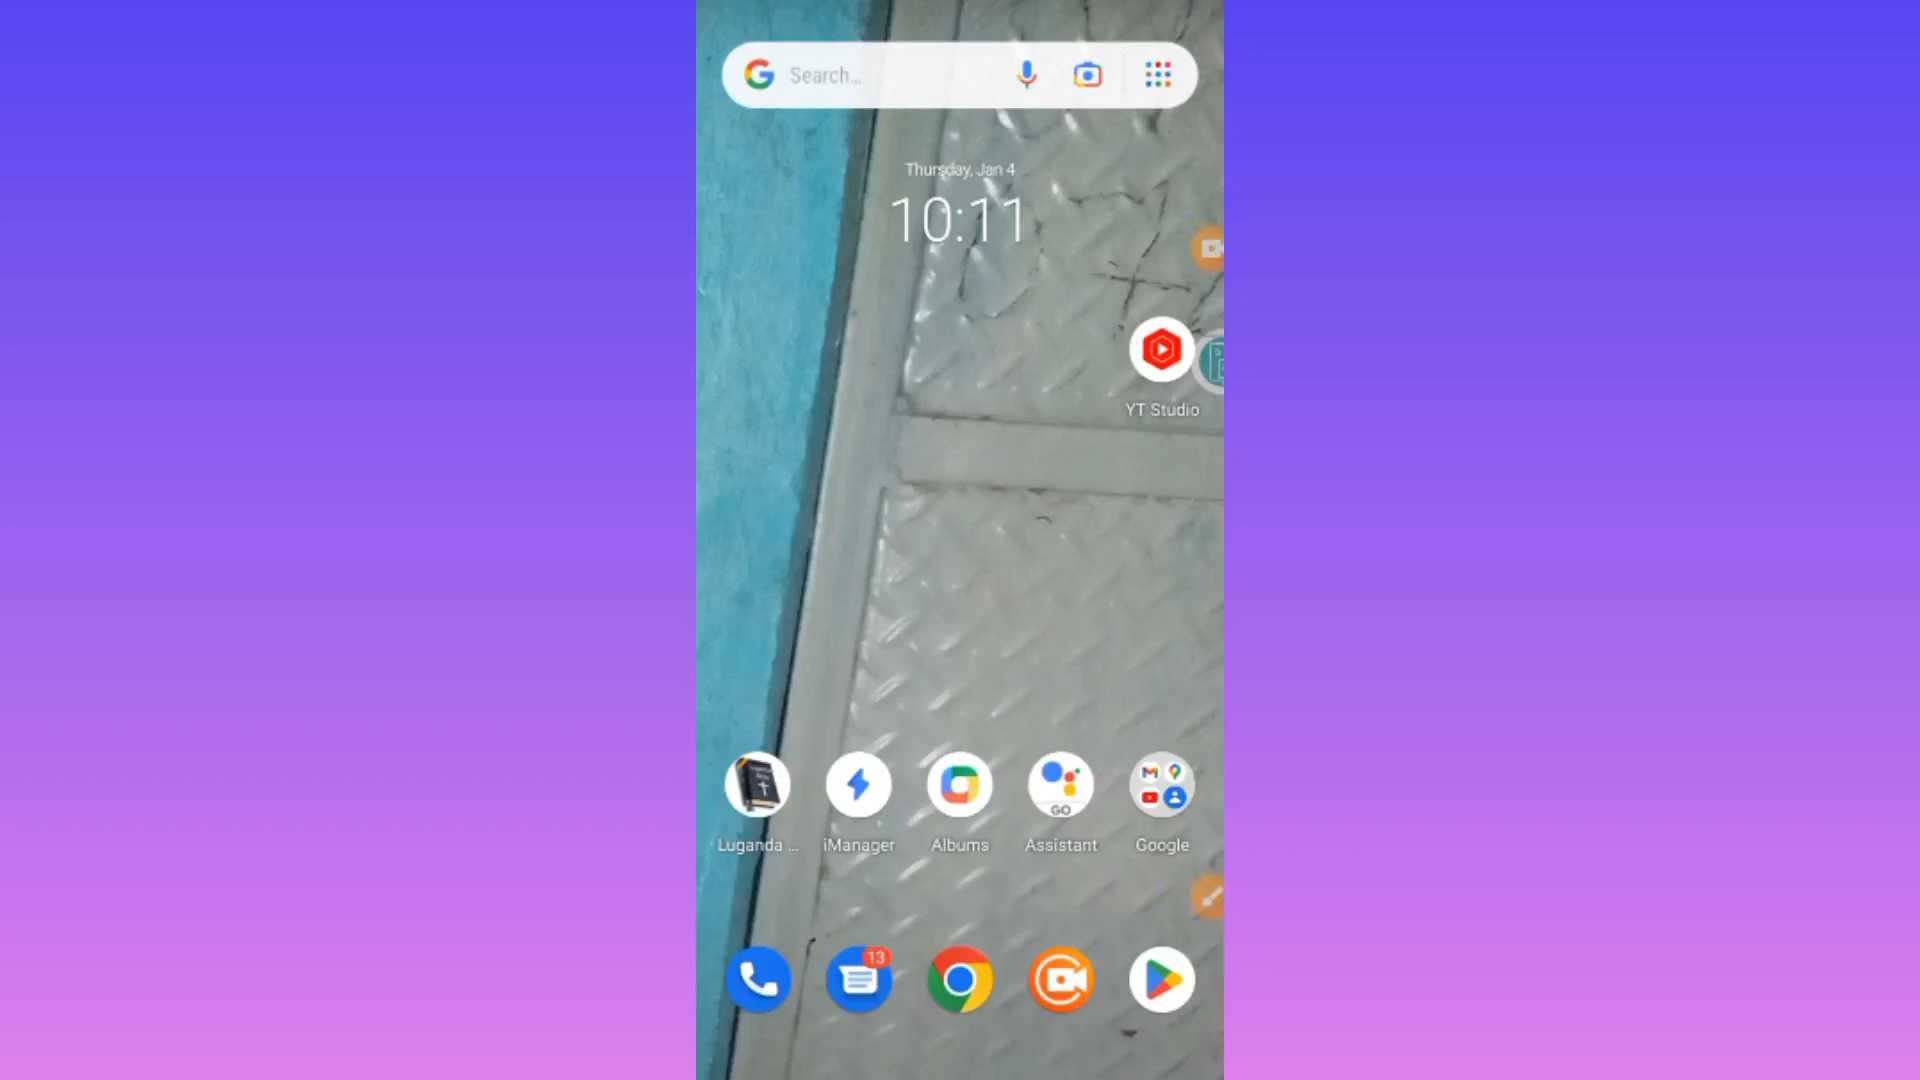 Search...
Thursday, Jan 4
10:11
YT Studio
Luganda ...
iManager
Albums
GO
Assistant
Google
13